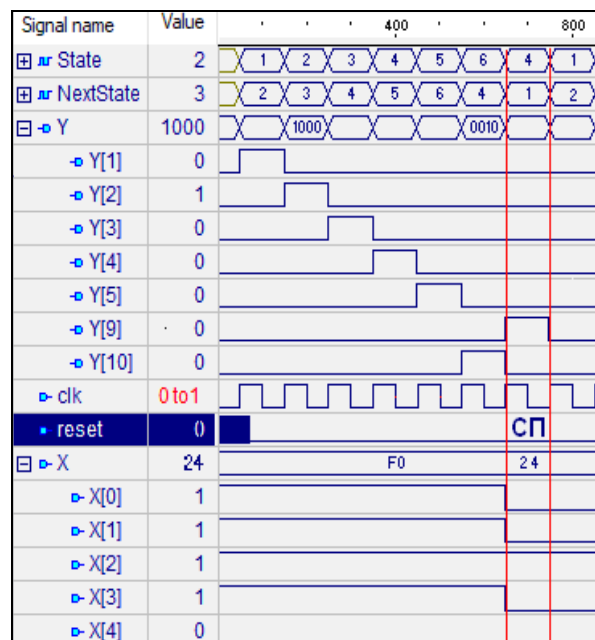 Signal name Value 400 800
State 2 1 2 3 4 5 6 4 1
NextState 3 2 3 4 5 6 4 1 2
Y 1000 1000 0010
Y[1] 0
Y[2] 1
Y[3] 0
Y[4] 0
Y[5] 0
Y[9] 0
Y[10] 0
clk 0 to 1
reset 0 СП
X 24 F0 24
X[0] 1
X[1] 1
X[2] 1
X[3] 1
X[4] 0